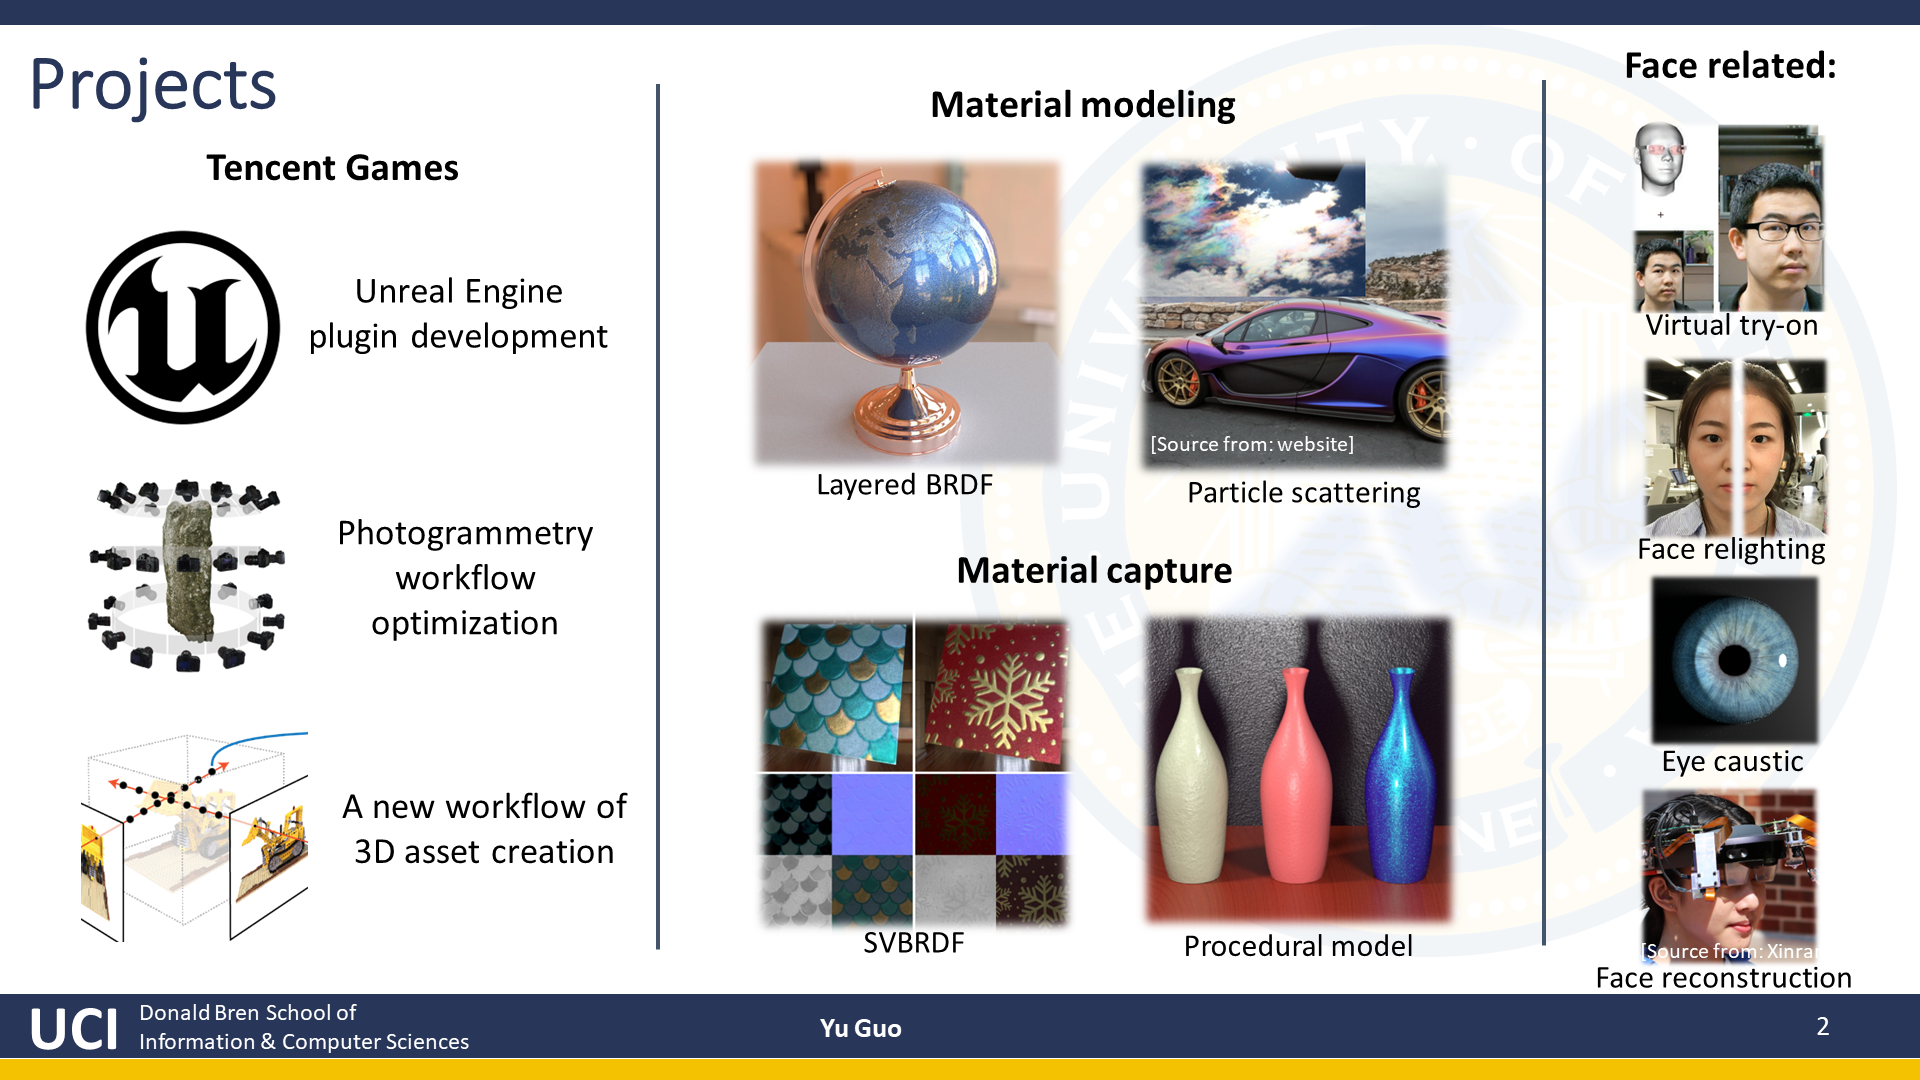 Projects
Tencent Games
Unreal Engine
plugin development
Photogrammetry
workflow
optimization
A new workflow of
3D asset creation
Material modeling
Layered BRDF
[Source from: website]
Particle scattering
Material capture
SVBRDF
Procedural model
Face related:
+
Virtual try-on
Face relighting
Eye caustic
[Source from:
Face reconstruction
UCI
Donald Bren School of
Information & Computer Sciences
Yu Guo
2